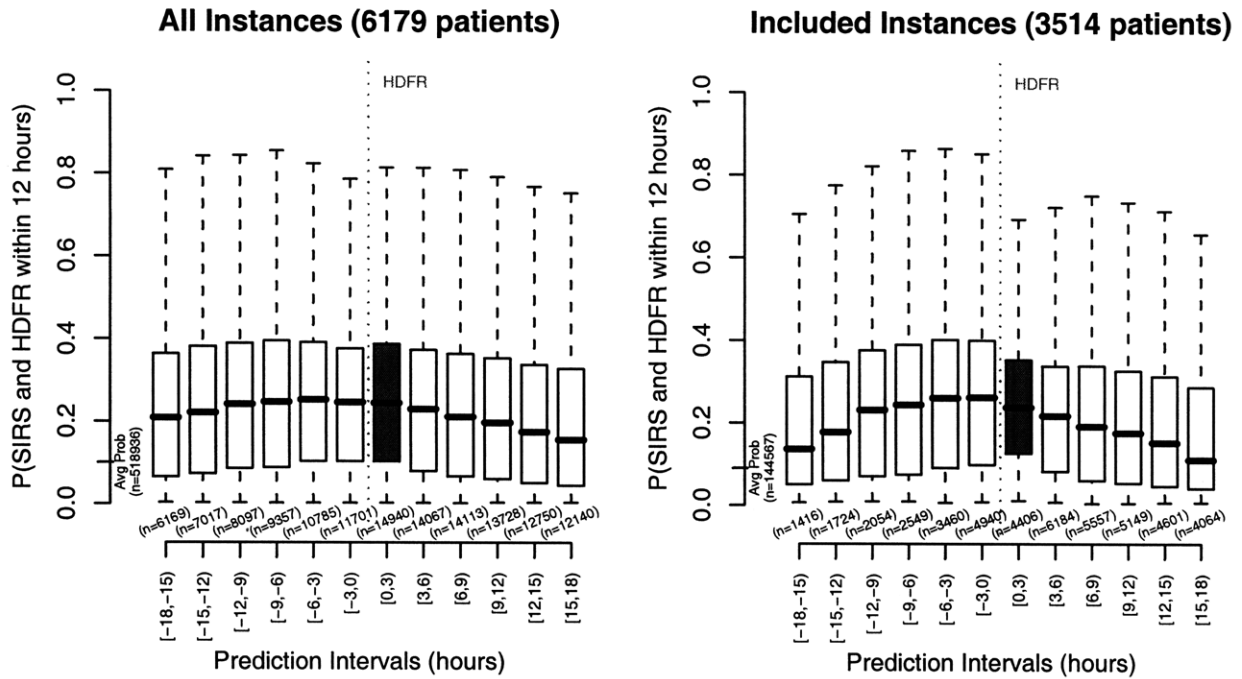 All Instances (6179 patients)
HDFR
P(SIRS and HDFR within 12 hours)
1.0
0.8
0.6
0.4
0.2
0.0
Avg Prob
(n=518936)
(n=6169)
(n=7017)
(n=8097)
(n=9357)
(n=10785)
(n=11701)
(n=14940)
(n=14067)
(n=14113)
(n=13728)
(n=12750)
(n=12140)
[−18,−15)
[−15,−12)
[−12,−9)
[−9,−6)
[−6,−3)
[−3,0)
[0,3)
[3,6)
[6,9)
[9,12)
[12,15)
[15,18)
Prediction Intervals (hours)
Included Instances (3514 patients)
HDFR
P(SIRS and HDFR within 12 hours)
1.0
0.8
0.6
0.4
0.2
0.0
Avg Prob
(n=144567)
(n=1416)
(n=1724)
(n=2054)
(n=2549)
(n=3460)
(n=4940)
(n=4406)
(n=6184)
(n=5557)
(n=5149)
(n=4601)
(n=4064)
[−18,−15)
[−15,−12)
[−12,−9)
[−9,−6)
[−6,−3)
[−3,0)
[0,3)
[3,6)
[6,9)
[9,12)
[12,15)
[15,18)
Prediction Intervals (hours)